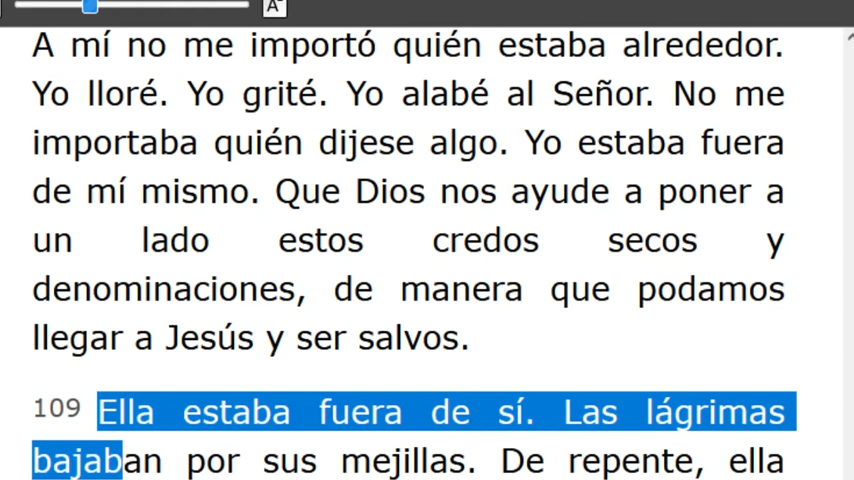 A-
A mí no me importó quién estaba alrededor.
Yo lloré. Yo grité. Yo alabé al Señor. No me
importaba quién dijese algo. Yo estaba fuera
de mí mismo. Que Dios nos ayude a poner a
un lado estos credos secos y
denominaciones, de manera que podamos
llegar a Jesús y ser salvos.
109 Ella estaba fuera de sí. Las lágrimas
bajaban por sus mejillas. De repente, ella